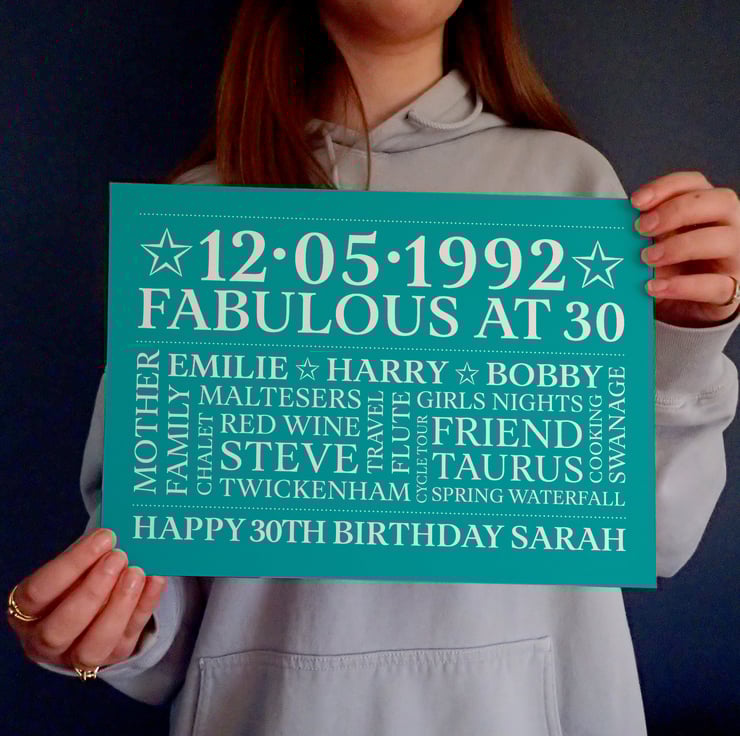 ☆ 12·05·1992 ☆
FABULOUS AT 30
EMILIE ☆ HARRY ☆ BOBBY
MOTHER
FAMILY
CHALET
MALTESERS
RED WINE
STEVE
TWICKENHAM
TRAVEL
FLUTE
CYCLE TOUR
GIRLS NIGHTS
FRIEND
TAURUS
SPRING WATERFALL
COOKING
SWANAGE
HAPPY 30TH BIRTHDAY SARAH